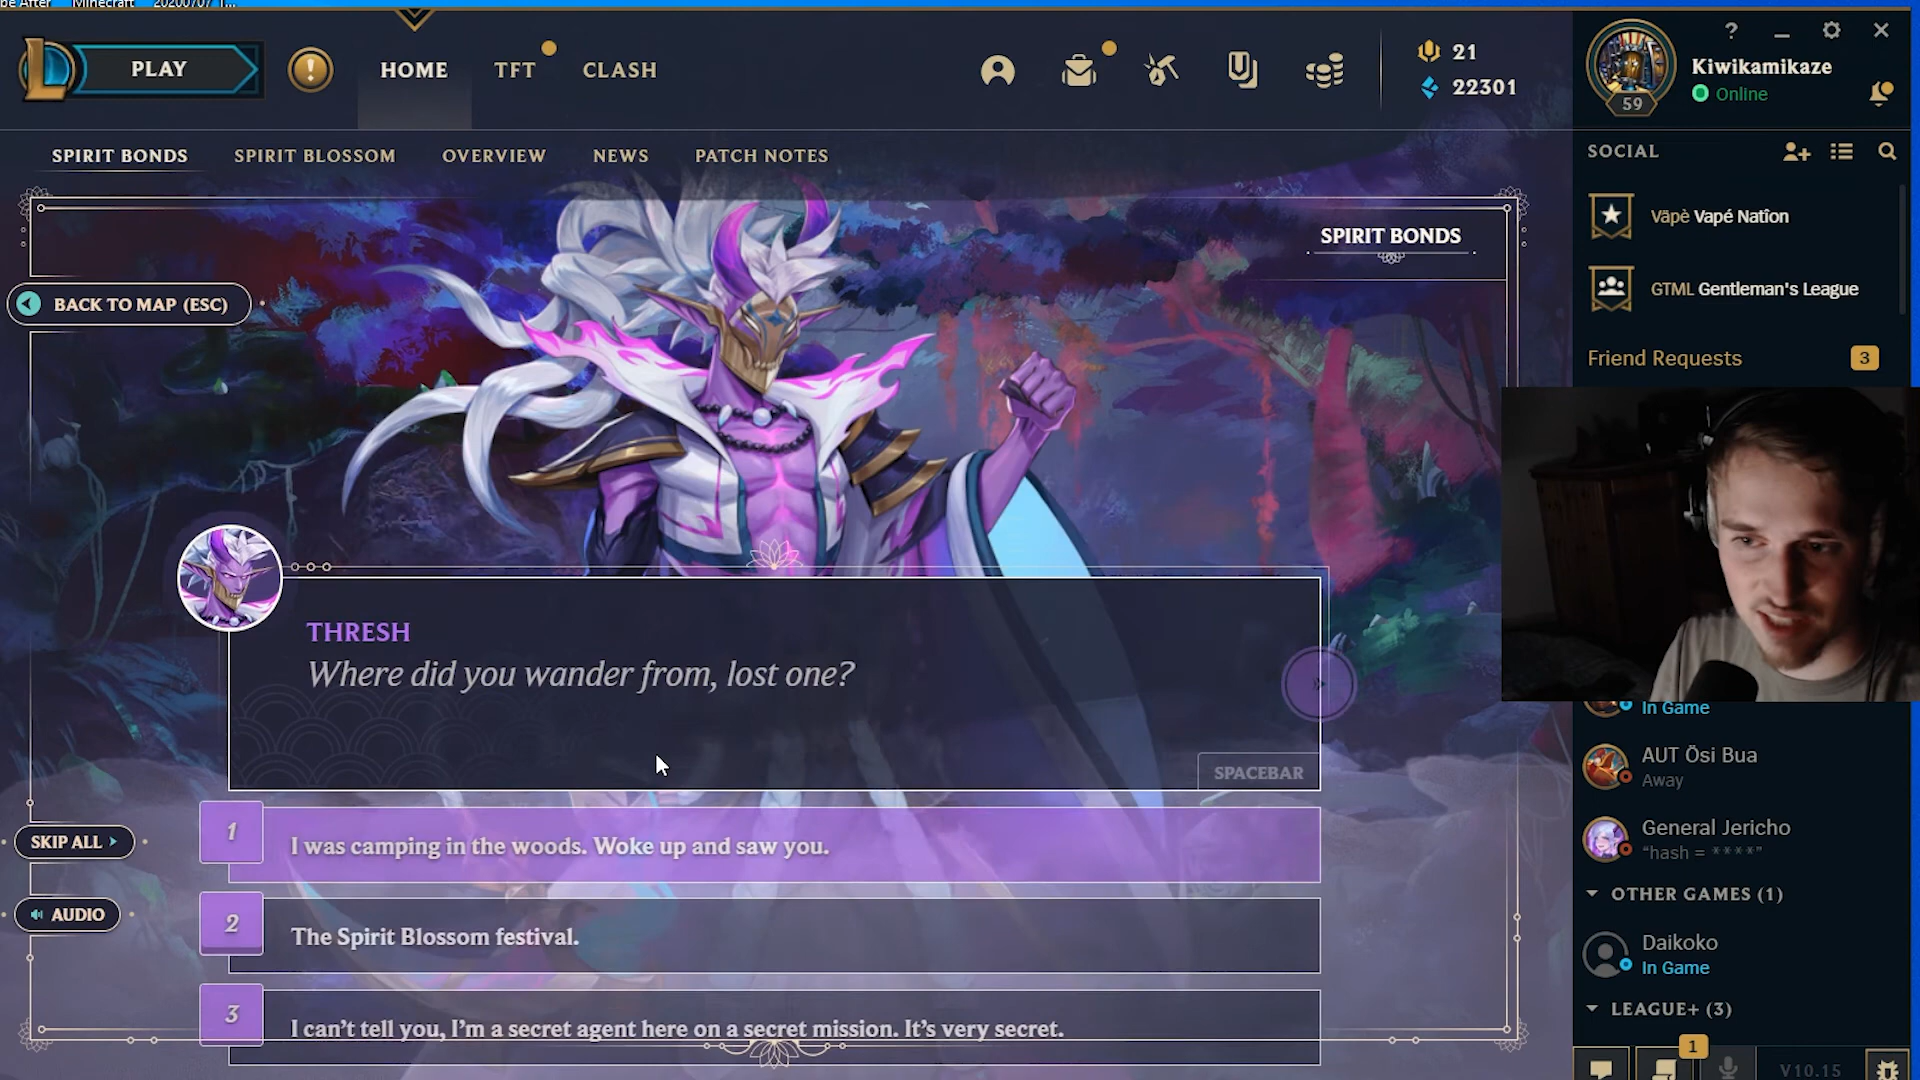 Minecraft
PLAY
HOME
TFT
CLASH
21
22301
59
Kiwikamikaze
Online
SPIRIT BONDS
SPIRIT BLOSSOM
OVERVIEW
NEWS
PATCH NOTES
SOCIAL
Vāpè Vapé Natîon
GTML Gentleman's League
Friend Requests
3
SPIRIT BONDS
BACK TO MAP (ESC)
THRESH
Where did you wander from, lost one?
SPACEBAR
1
I was camping in the woods. Woke up and saw you.
2
The Spirit Blossom festival.
3
I can't tell you, I'm a secret agent here on a secret mission. It's very secret.
SKIP ALL
AUDIO
In Game
AUT Ösi Bua
Away
General Jericho
"hash = ****"
OTHER GAMES (1)
Daikoko
In Game
LEAGUE+ (3)
1
V10.15